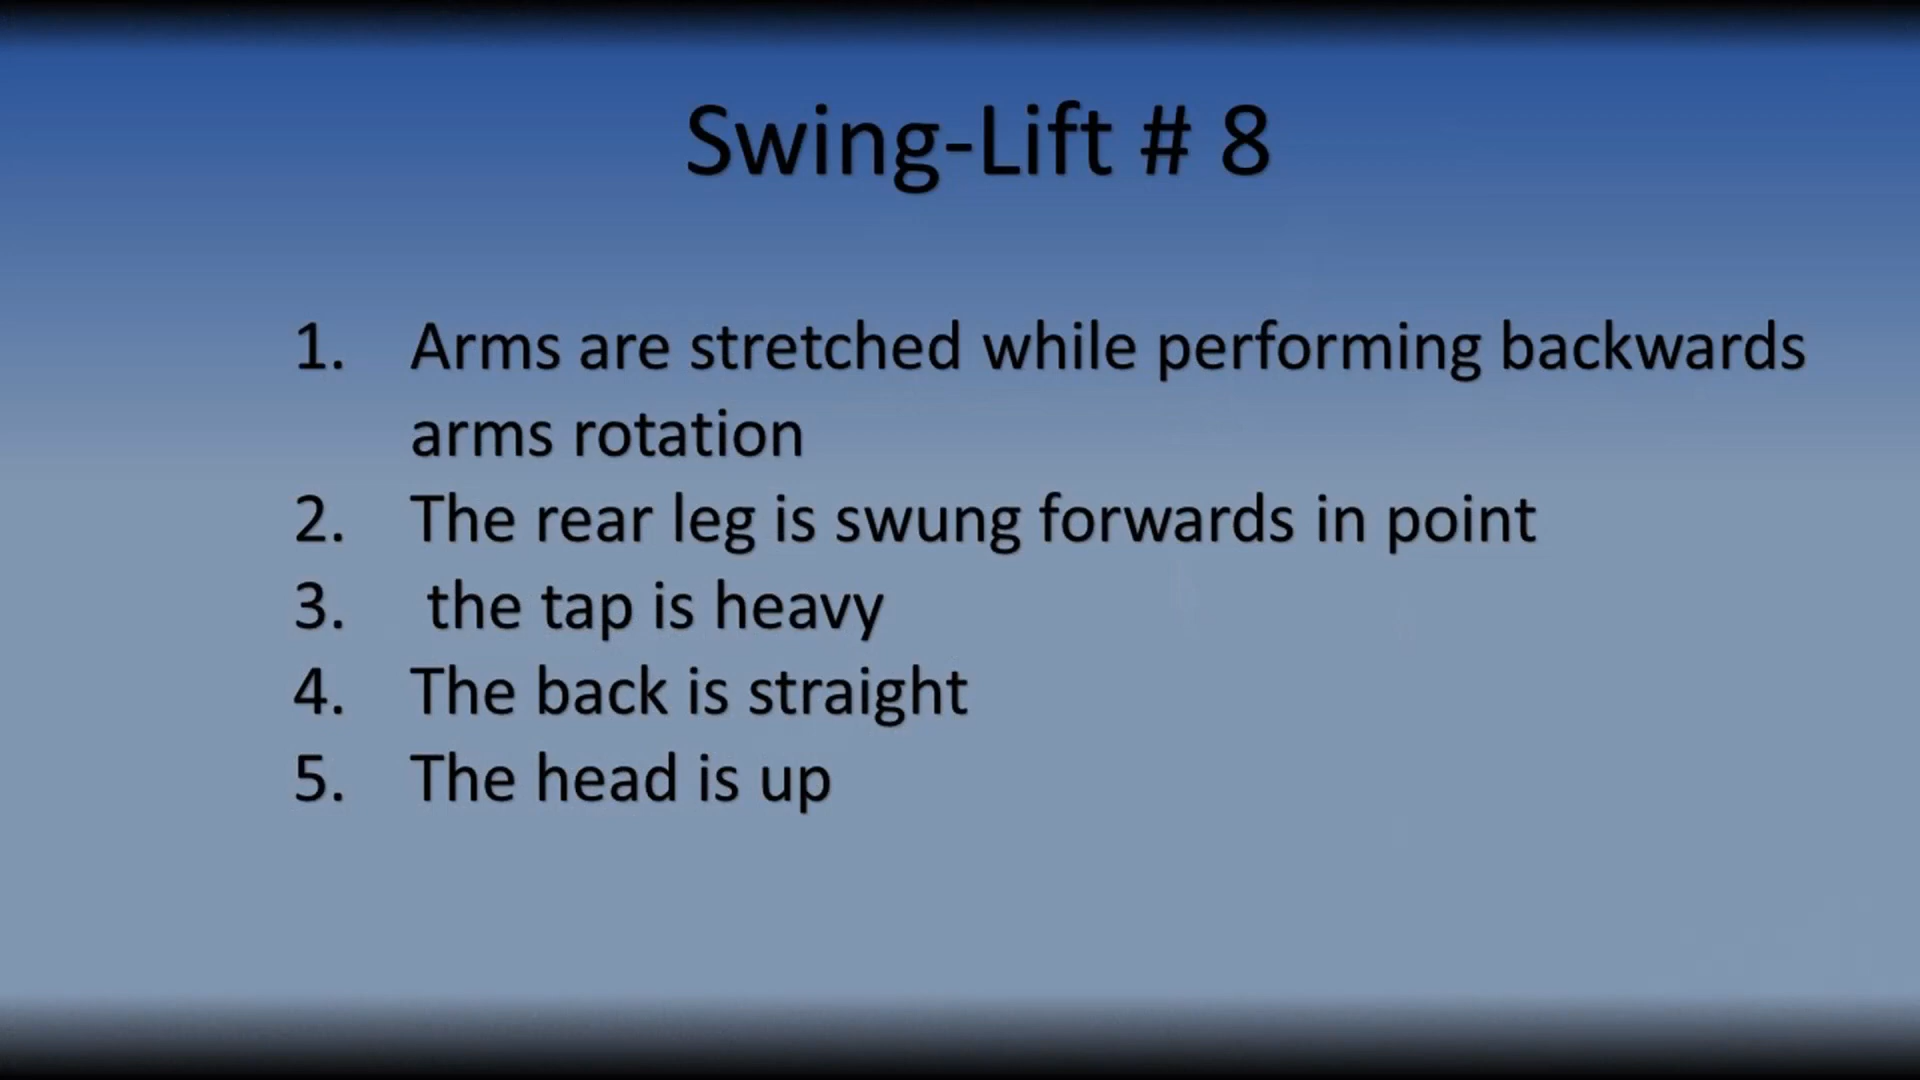 Swing-Lift # 8
1. Arms are stretched while performing backwards
arms rotation
2. The rear leg is swung forwards in point
3. the tap is heavy
4. The back is straight
5. The head is up